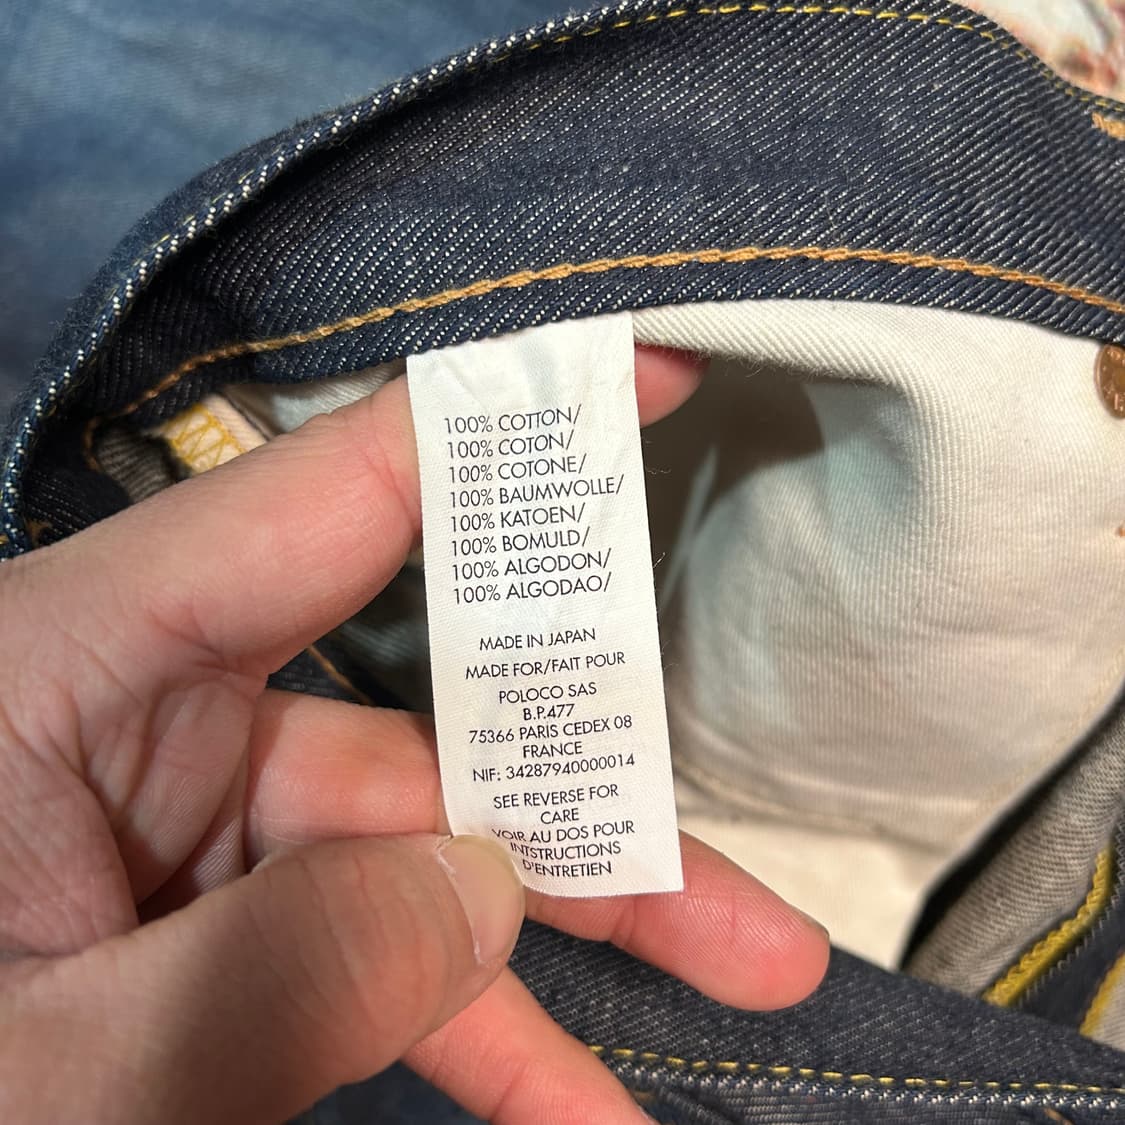 100% COTTON/
100% COTON/
100% COTONE/
100% BAUMWOLLE/
100% KATOEN/
100% BOMULD/
100% ALGODON/
100% ALGODAO/
MADE IN JAPAN
MADE FOR/FAIT POUR
POLOCO SAS
B.P.477
75366 PARIS CEDEX 08
FRANCE
NIF: 34287940000014
SEE REVERSE FOR
CARE
VOIR AU DOS POUR
INTSTRUCTIONS
D'ENTRETIEN